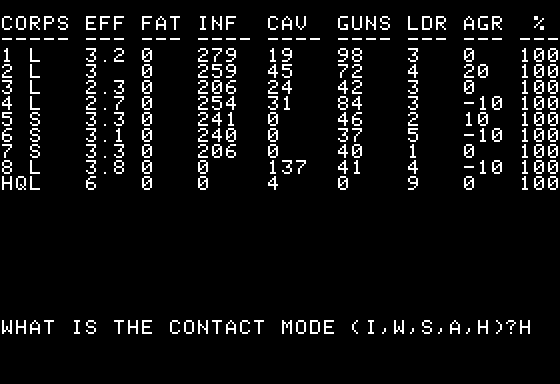 CORPS EFF FAT INF CAV GUNS LDR AGR %
----- --- --- ---- ---- ---- --- --- ---
1 L 3.2 0 279 19 98 3 0 100
2 L 3 0 259 45 72 4 20 100
3 L 2.3 0 206 24 42 3 0 100
4 L 2.7 0 254 31 84 3 -10 100
5 S 3.3 0 241 0 46 2 10 100
6 S 3.1 0 240 0 37 5 -10 100
7 S 3.3 0 206 0 40 1 0 100
8 L 3.8 0 0 137 41 4 -10 100
HQL 6 0 0 4 0 9 0 100
WHAT IS THE CONTACT MODE (I,W,S,A,H)?H